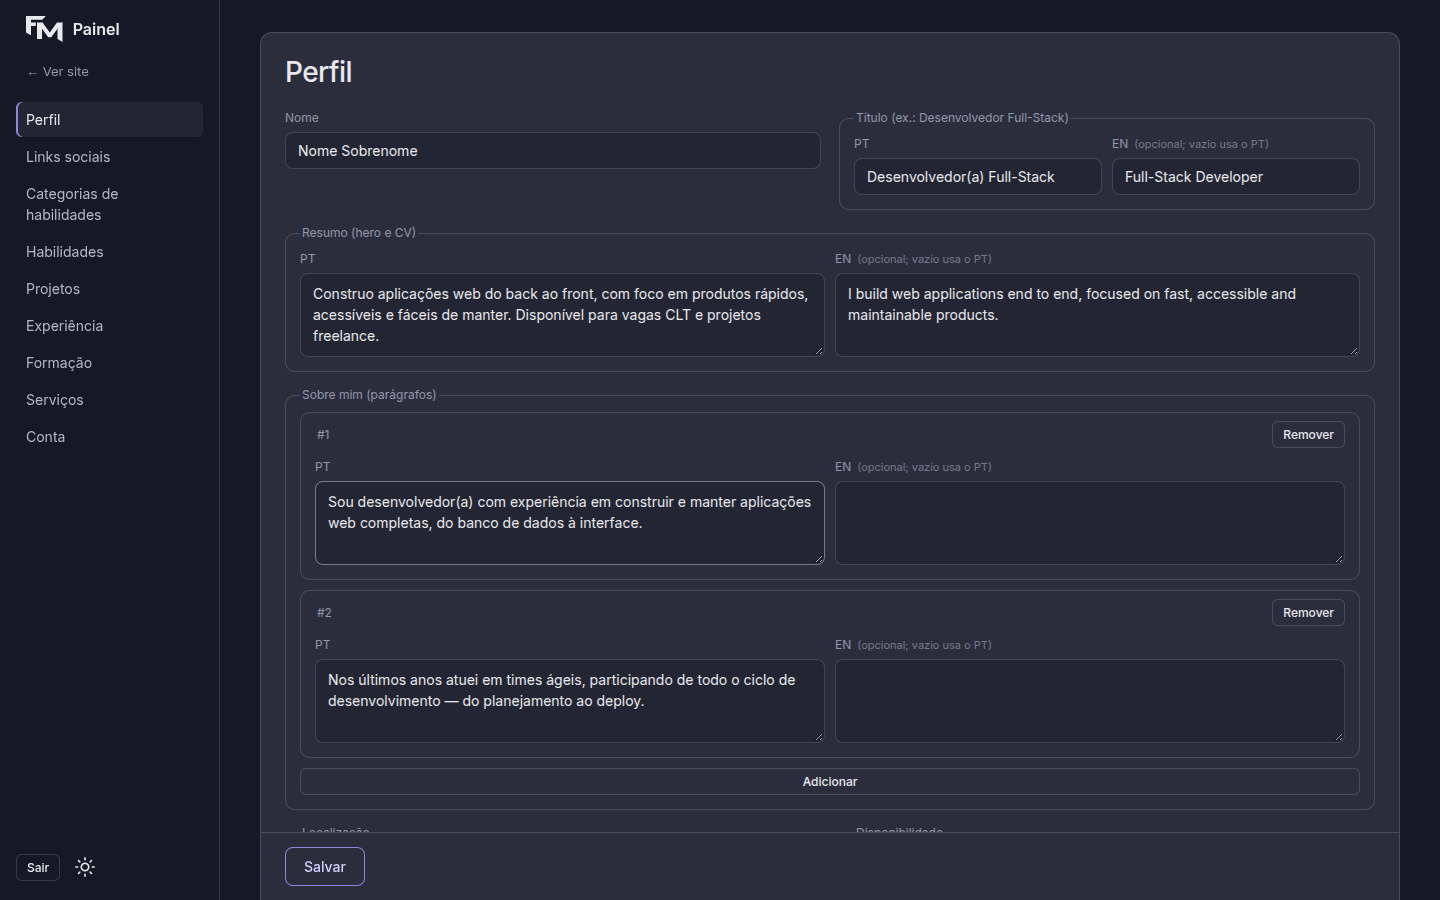 FM Painel
← Ver site
Perfil
Links sociais
Categorias de
habilidades
Habilidades
Projetos
Experiência
Formação
Serviços
Conta
Sair
Perfil
Nome
Nome Sobrenome
Título (ex.: Desenvolvedor Full-Stack)
PT
Desenvolvedor(a) Full-Stack
EN (opcional; vazio usa o PT)
Full-Stack Developer
Resumo (hero e CV)
PT
Construo aplicações web do back ao front, com foco em produtos rápidos,
acessíveis e fáceis de manter. Disponível para vagas CLT e projetos
freelance.
EN (opcional; vazio usa o PT)
I build web applications end to end, focused on fast, accessible and
maintainable products.
Sobre mim (parágrafos)
#1
Remover
PT
Sou desenvolvedor(a) com experiência em construir e manter aplicações
web completas, do banco de dados à interface.
EN (opcional; vazio usa o PT)
#2
Remover
PT
Nos últimos anos atuei em times ágeis, participando de todo o ciclo de
desenvolvimento — do planejamento ao deploy.
EN (opcional; vazio usa o PT)
Adicionar
Localização
Disponibilidade
Salvar